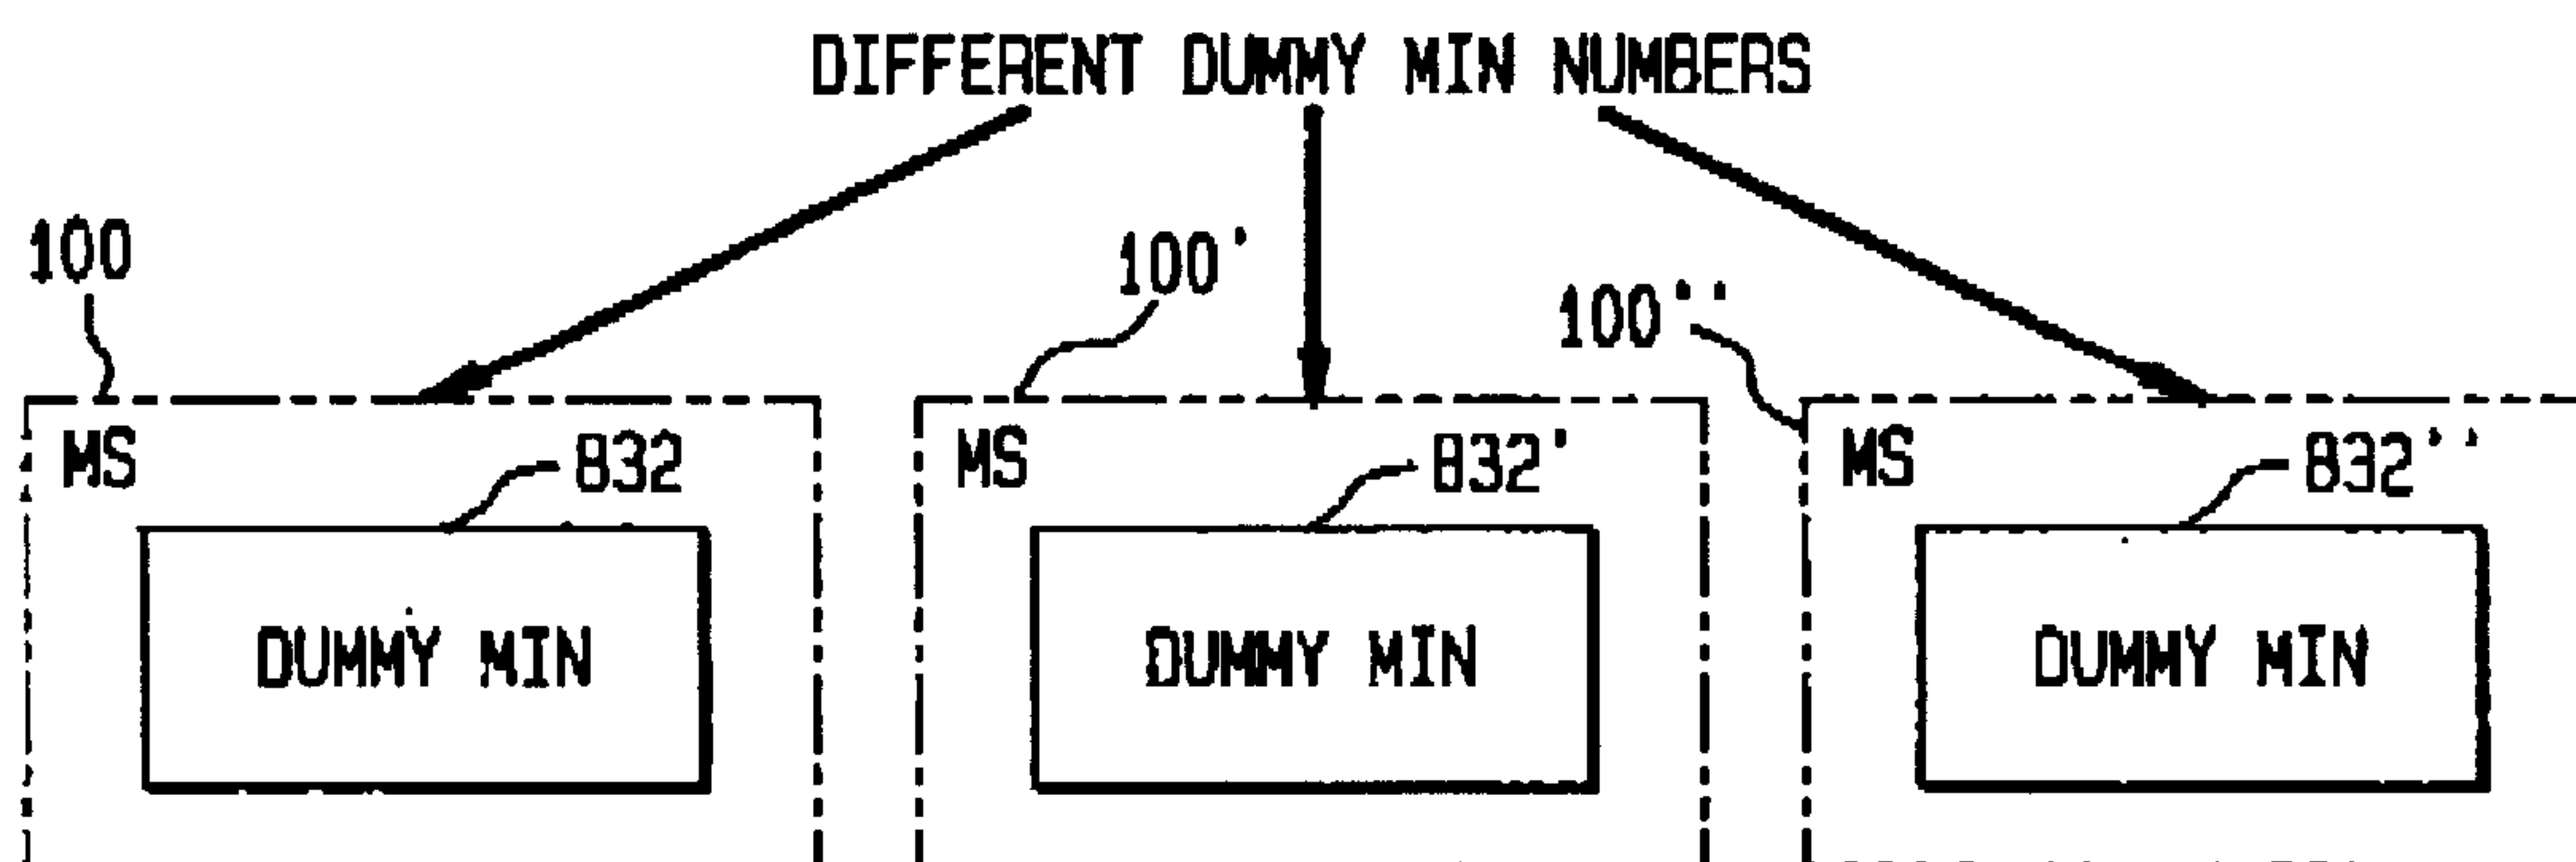 DIFFERENT DUMMY MIN NUMBERS
100
100'
100''
MS
832
MS
832'
MS
832''
DUMMY MIN
DUMMY MIN
DUMMY MIN